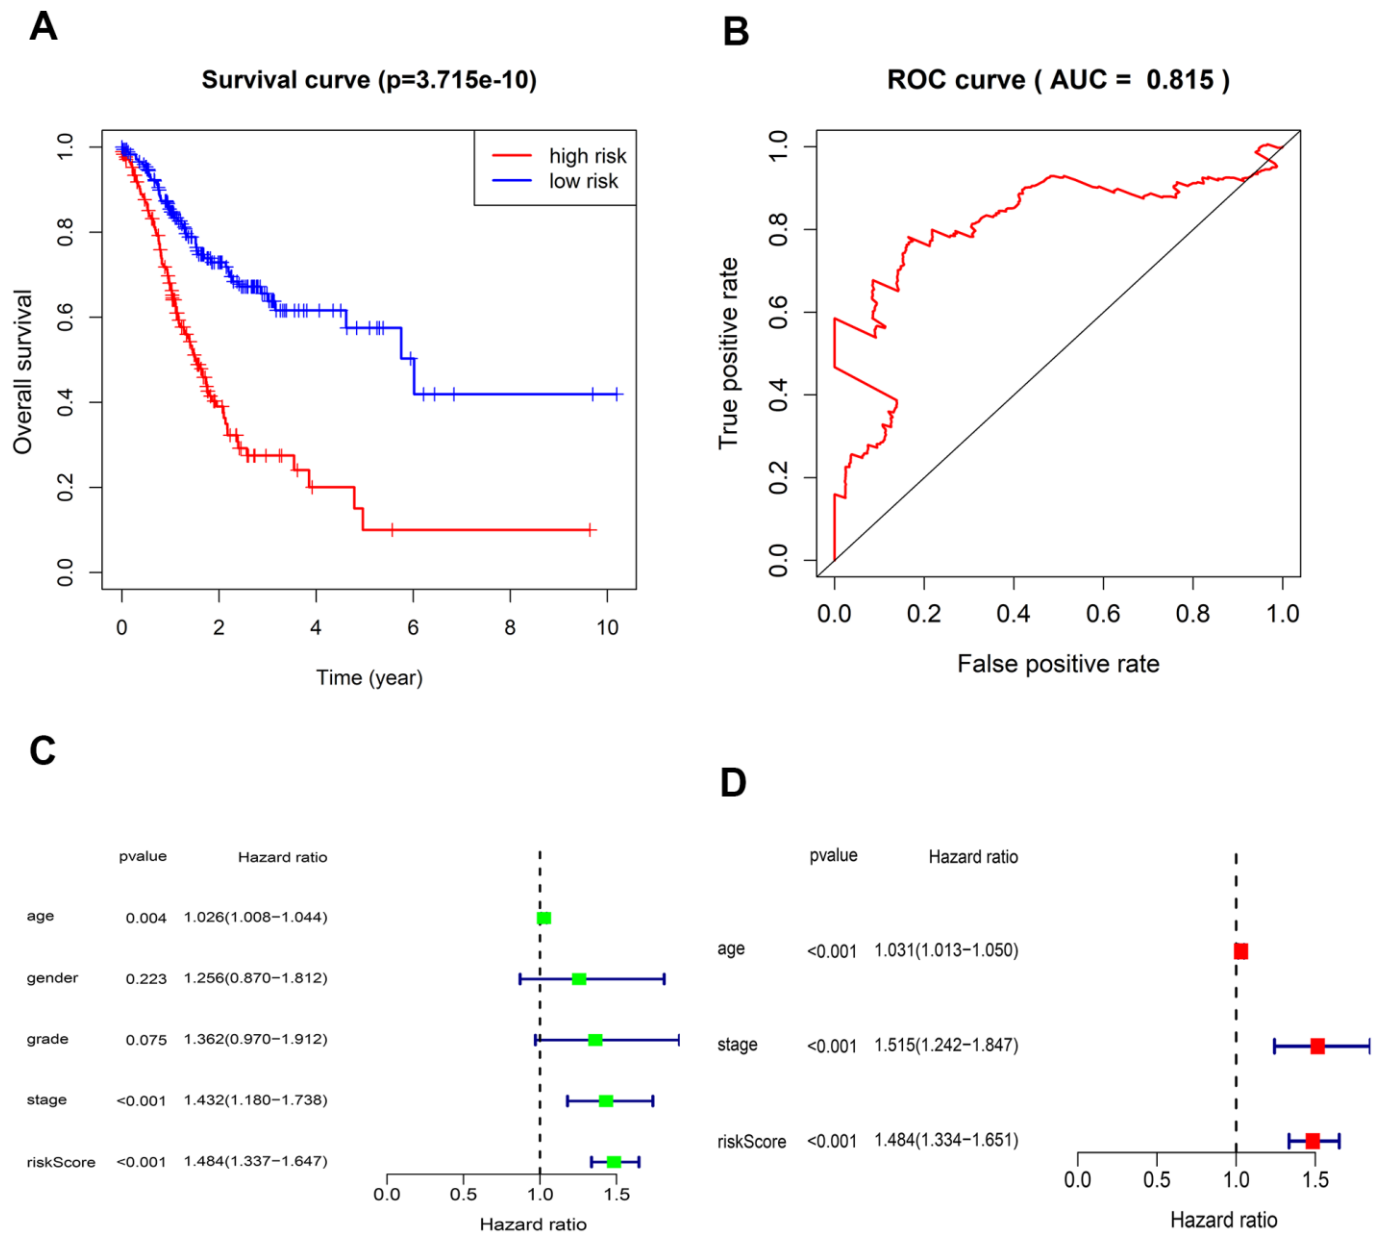 A
Survival curve (p=3.715e-10)
high risk
low risk
Overall survival
0.0 0.2 0.4 0.6 0.8 1.0
0 2 4 6 8 10
Time (year)
B
ROC curve ( AUC = 0.815 )
True positive rate
0.0 0.2 0.4 0.6 0.8 1.0
0.0 0.2 0.4 0.6 0.8 1.0
False positive rate
C
pvalue Hazard ratio
age 0.004 1.026(1.008−1.044)
gender 0.223 1.256(0.870−1.812)
grade 0.075 1.362(0.970−1.912)
stage <0.001 1.432(1.180−1.738)
riskScore <0.001 1.484(1.337−1.647)
0.0 0.5 1.0 1.5
Hazard ratio
D
pvalue Hazard ratio
age <0.001 1.031(1.013−1.050)
stage <0.001 1.515(1.242−1.847)
riskScore <0.001 1.484(1.334−1.651)
0.0 0.5 1.0 1.5
Hazard ratio